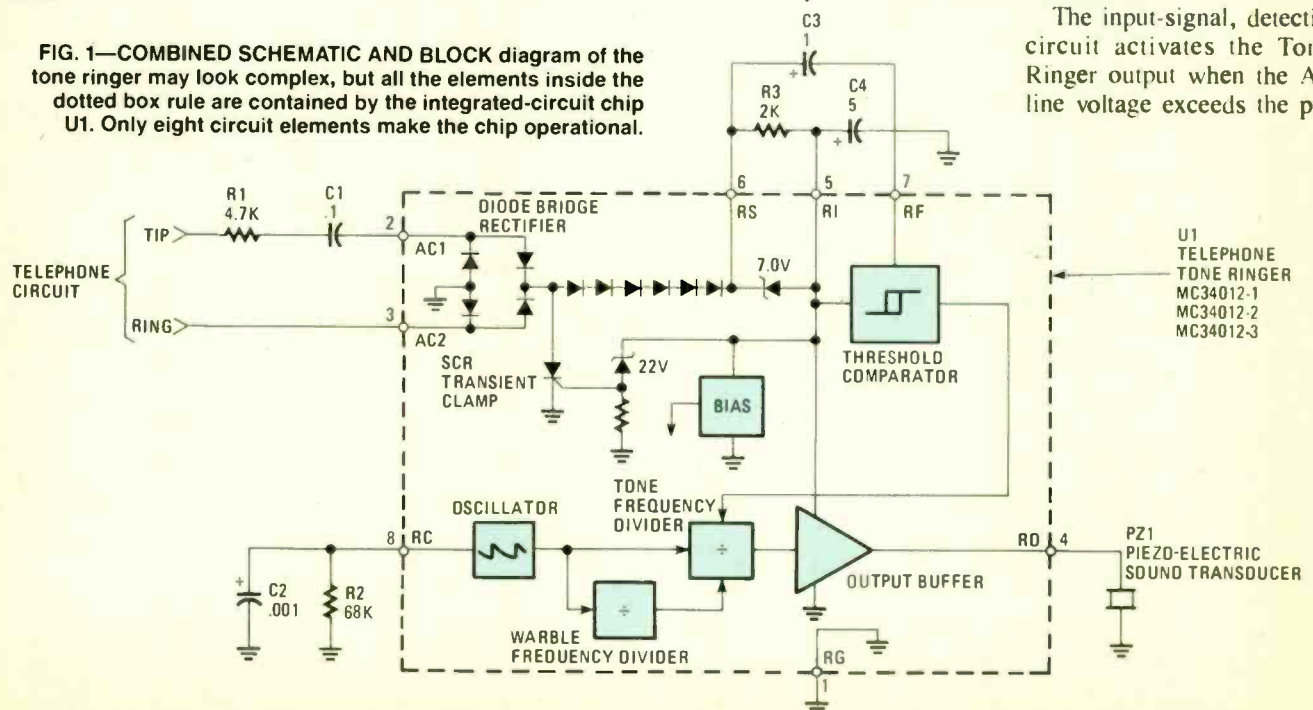 FIG. 1—COMBINED SCHEMATIC AND BLOCK diagram of the
tone ringer may look complex, but all the elements inside the
dotted box rule are contained by the integrated-circuit chip
U1. Only eight circuit elements make the chip operational.
The input-signal, detecti
circuit activates the Ton
Ringer output when the A
line voltage exceeds the p
C3
1
+
R3
2K
C4
5
+
6
5
7
RS
RI
RF
R1
4.7K
C1
.1
2
AC1
DIODE BRIDGE
RECTIFIER
TIP
TELEPHONE
CIRCUIT
RING
3
AC2
7.0V
SCR
TRANSIENT
CLAMP
22V
BIAS
THRESHOLD
COMPARATOR
U1
TELEPHONE
TONE RINGER
MC34012-1
MC34012-2
MC34012-3
OSCILLATOR
TONE
FREQUENCY
DIVIDER
8
RC
÷
OUTPUT BUFFER
RO
4
PZ1
PIEZO-ELECTRIC
SOUND TRANSDUCER
+
C2
.001
R2
68K
÷
WARBLE
FREQUENCY DIVIDER
RG
1